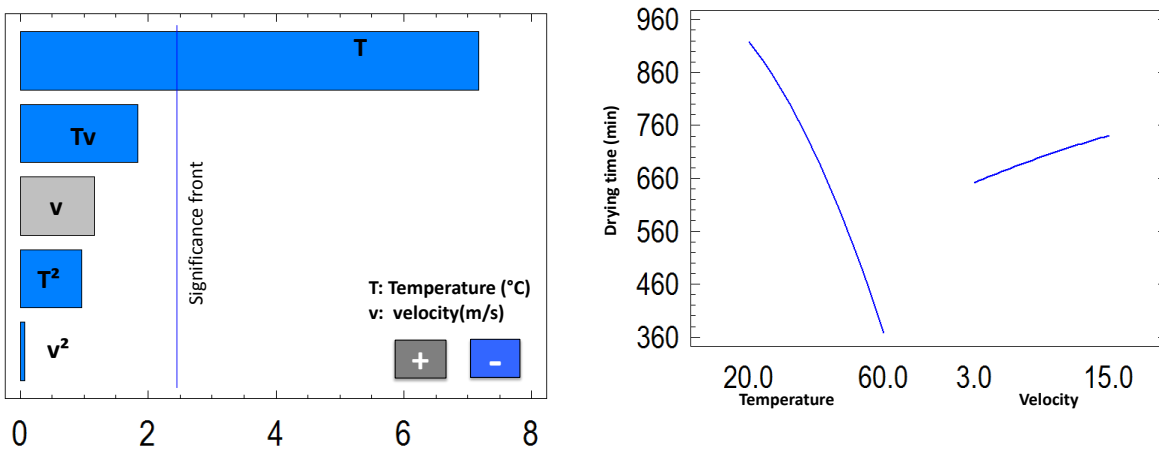 T
Tv
v
T²
v²
Significance front
T: Temperature (°C)
v: velocity(m/s)
+
-
0 2 4 6 8
960
860
760
660
560
460
360
Drying time (min)
20.0 60.0 3.0 15.0
Temperature Velocity